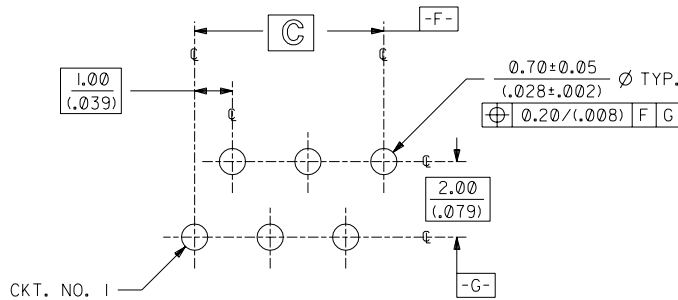 C
-F-
℄ ℄
1.00
(.039)
℄
0.70±0.05
(.028±.002)
Ø TYP.
⌖ 0.20/(.008) F G
℄
2.00
(.079)
℄
CKT. NO. 1
-G-